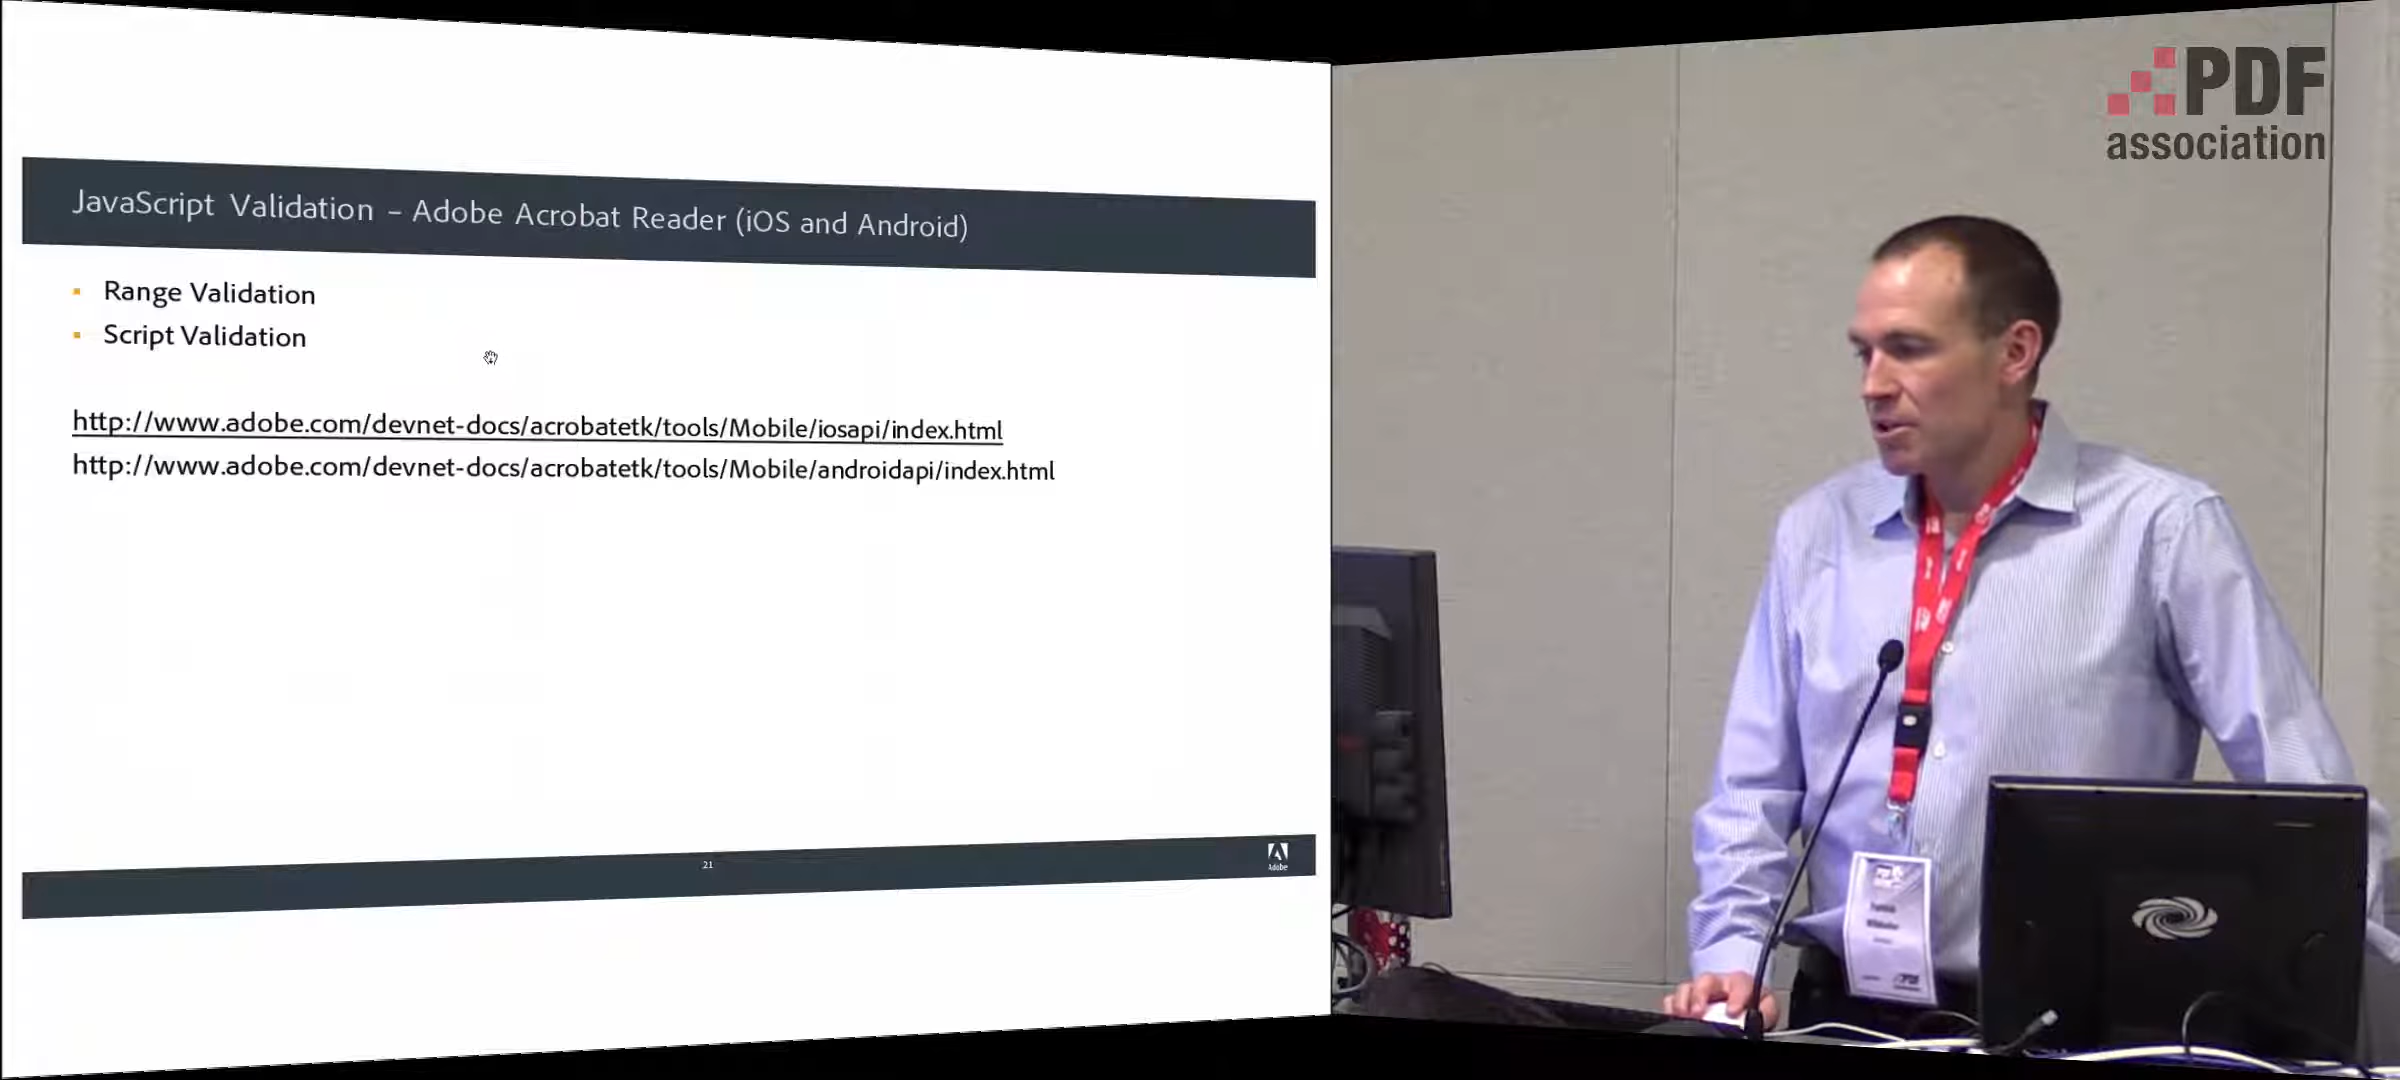 JavaScript Validation – Adobe Acrobat Reader (iOS and Android)
▪ Range Validation
▪ Script Validation
http://www.adobe.com/devnet-docs/acrobatetk/tools/Mobile/iosapi/index.html
http://www.adobe.com/devnet-docs/acrobatetk/tools/Mobile/androidapi/index.html
21
Adobe
PDF
association